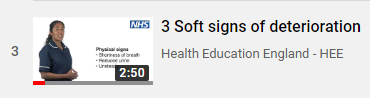 3
NHS
Physical signs
• Shortness of breath
• Reduced urine
2:50
3 Soft signs of deterioration
Health Education England - HEE